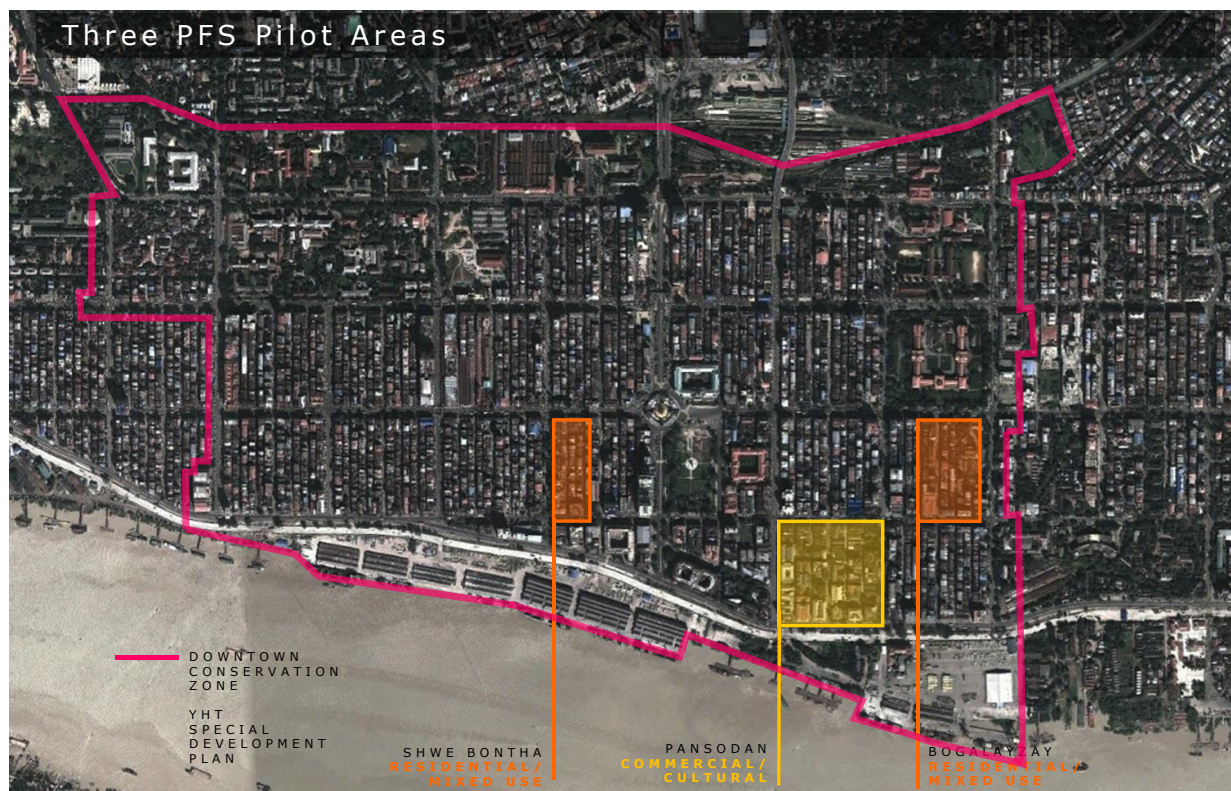 Three PFS Pilot Areas
DOWNTOWN
CONSERVATION
ZONE
YHT
SPECIAL
DEVELOPMENT
PLAN
SHWE BONTHA
RESIDENTIAL/
MIXED USE
PANSODAN
COMMERCIAL/
CULTURAL
BOGALAYZAY
RESIDENTIAL/
MIXED USE